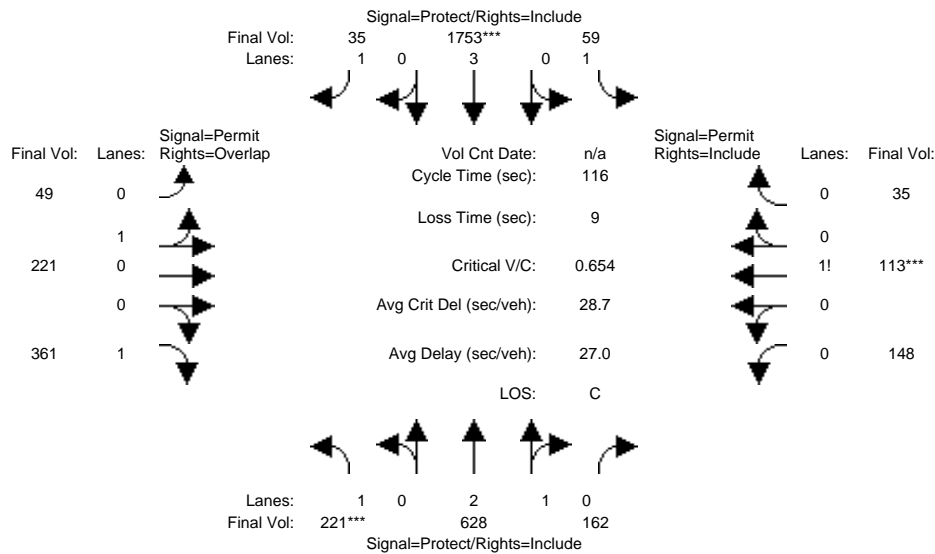 Signal=Protect/Rights=Include
Final Vol: 35 1753*** 59
Lanes: 1 0 3 0 1
Signal=Permit
Rights=Overlap
Signal=Permit
Rights=Include
Final Vol: Lanes: Vol Cnt Date: n/a Lanes: Final Vol:
Cycle Time (sec): 116
49 0 0 35
Loss Time (sec): 9
1 0
221 0 Critical V/C: 0.654 1! 113***
0 Avg Crit Del (sec/veh): 28.7 0
361 1 Avg Delay (sec/veh): 27.0 0 148
LOS: C
Lanes: 1 0 2 1 0
Final Vol: 221*** 628 162
Signal=Protect/Rights=Include